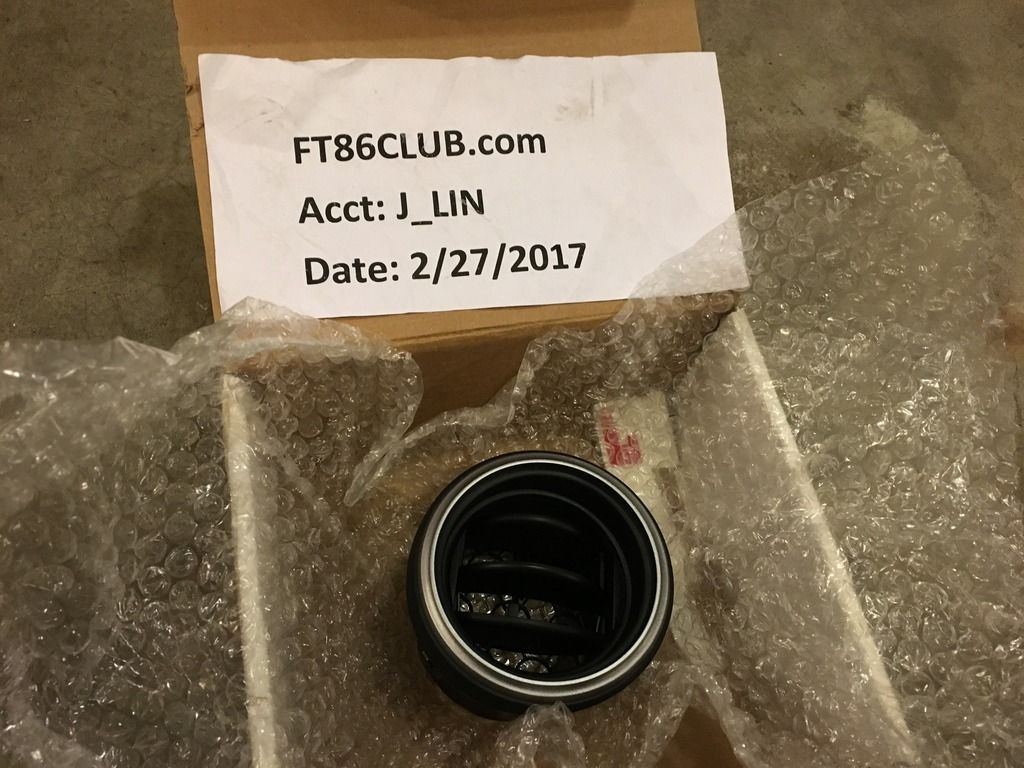 FT86CLUB.com
Acct: J_LIN
Date: 2/27/2017